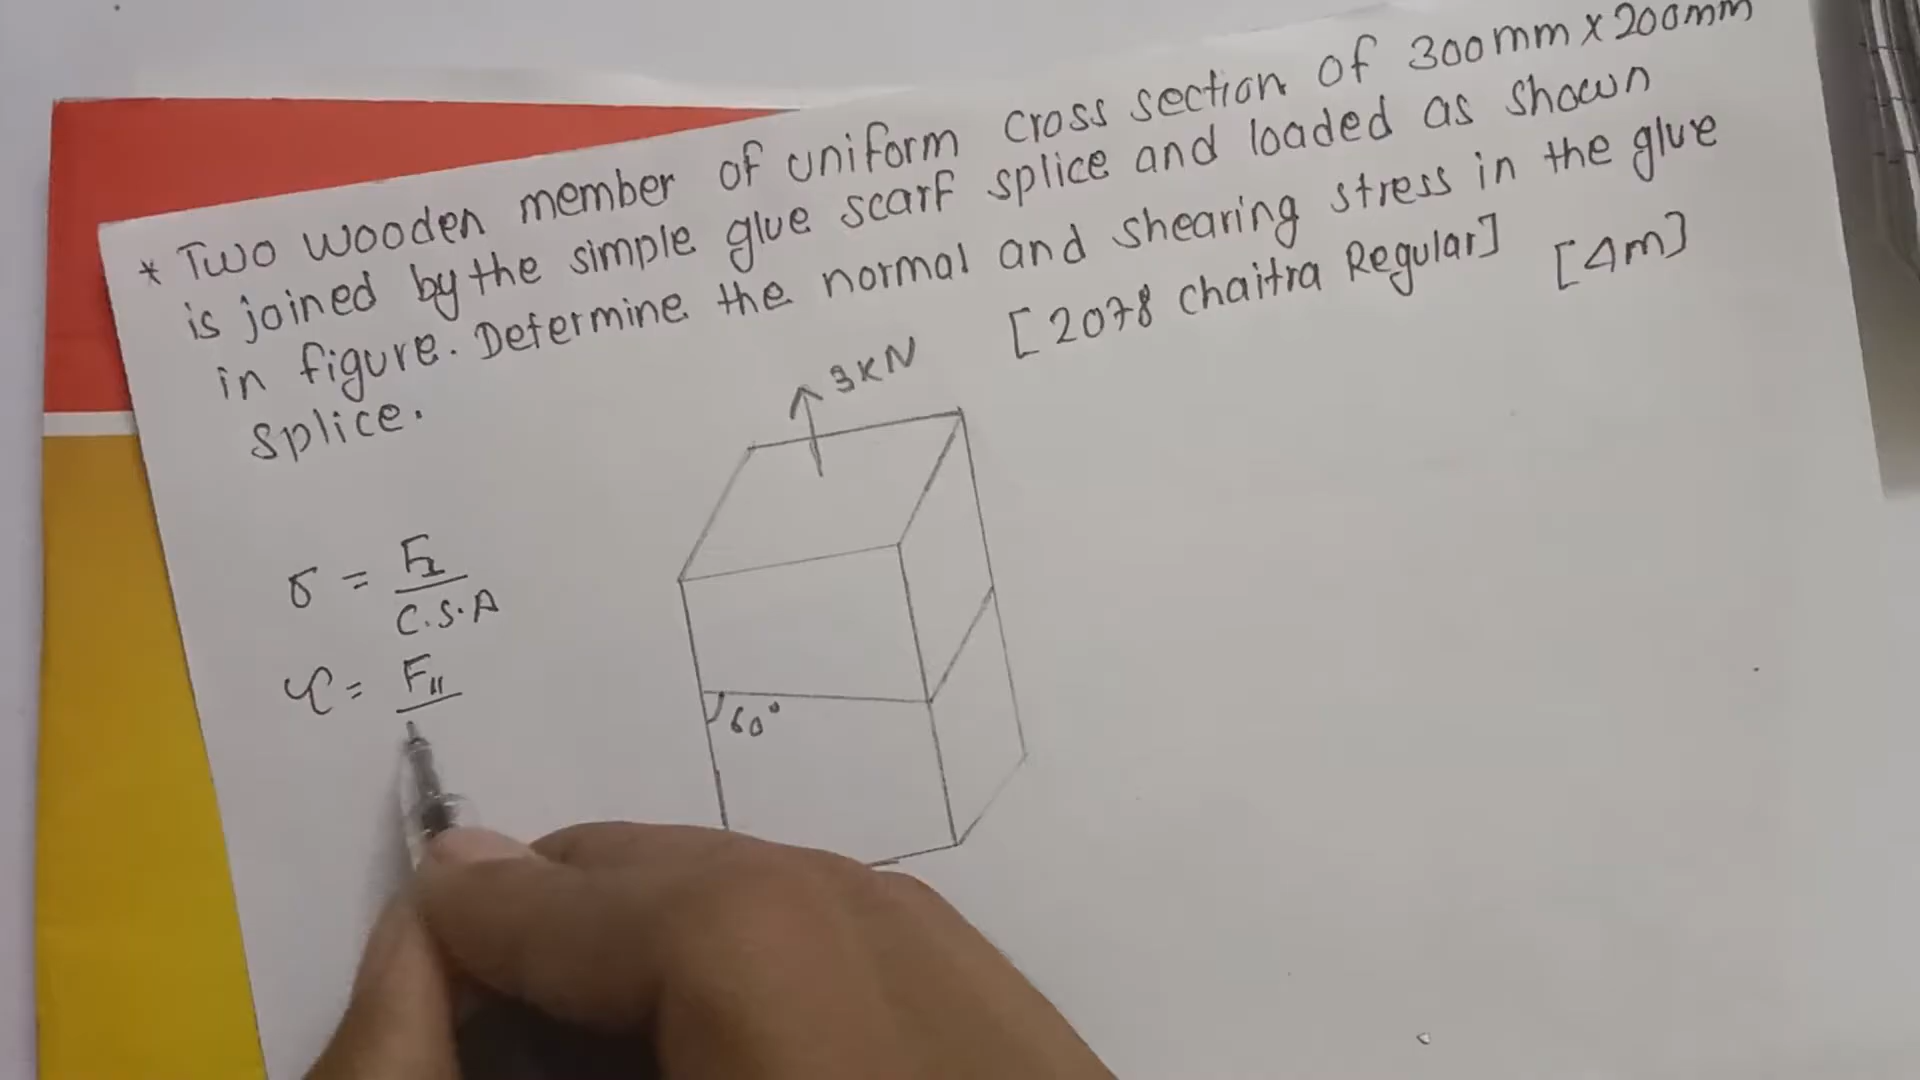 * Two wooden member of uniform cross section of 300mm x 200mm
is joined by the simple glue scarf splice and loaded as shown
in figure. Determine the normal and shearing stress in the glue
splice.
[2078 chaitra Regular] [4m]
3KN
σ = F⊥
C.S.A
τ = F||
60°